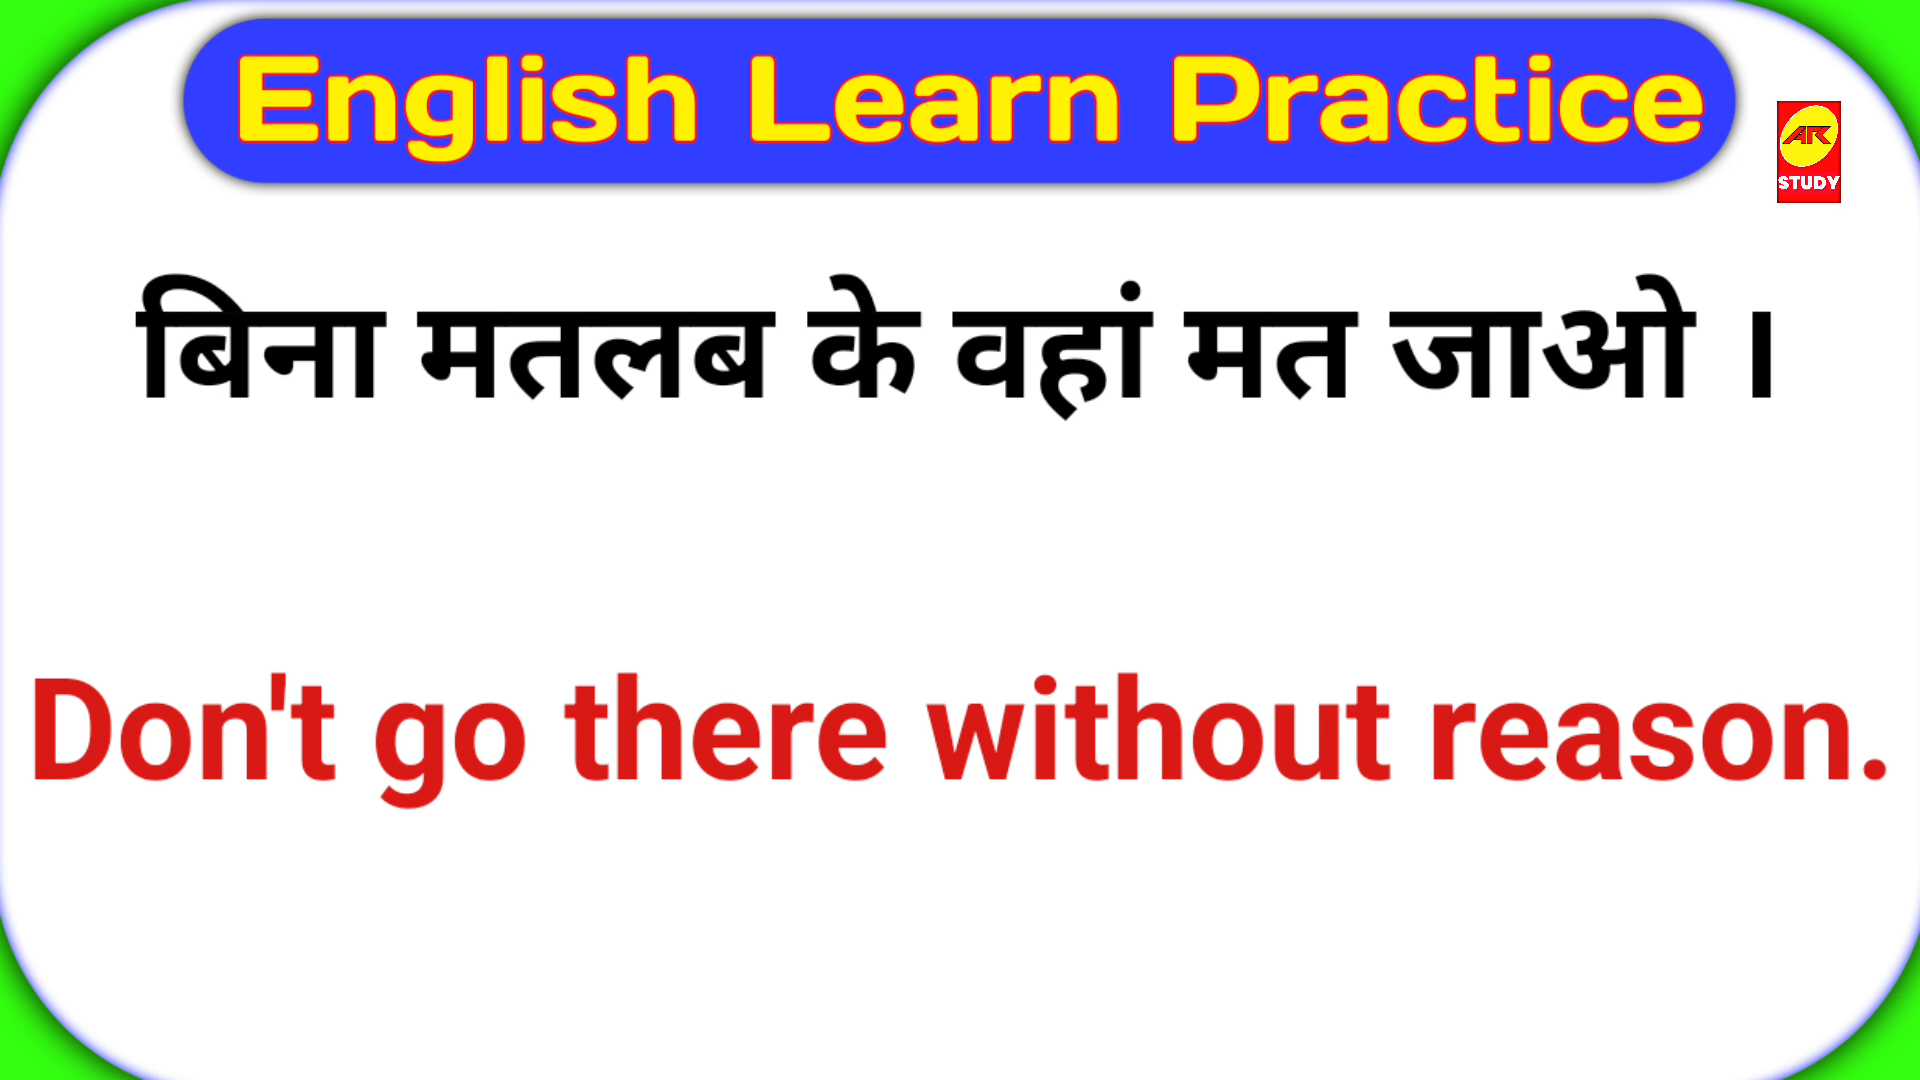 English Learn Practice
AR
STUDY
बिना मतलब के वहां मत जाओ ।
Don't go there without reason.